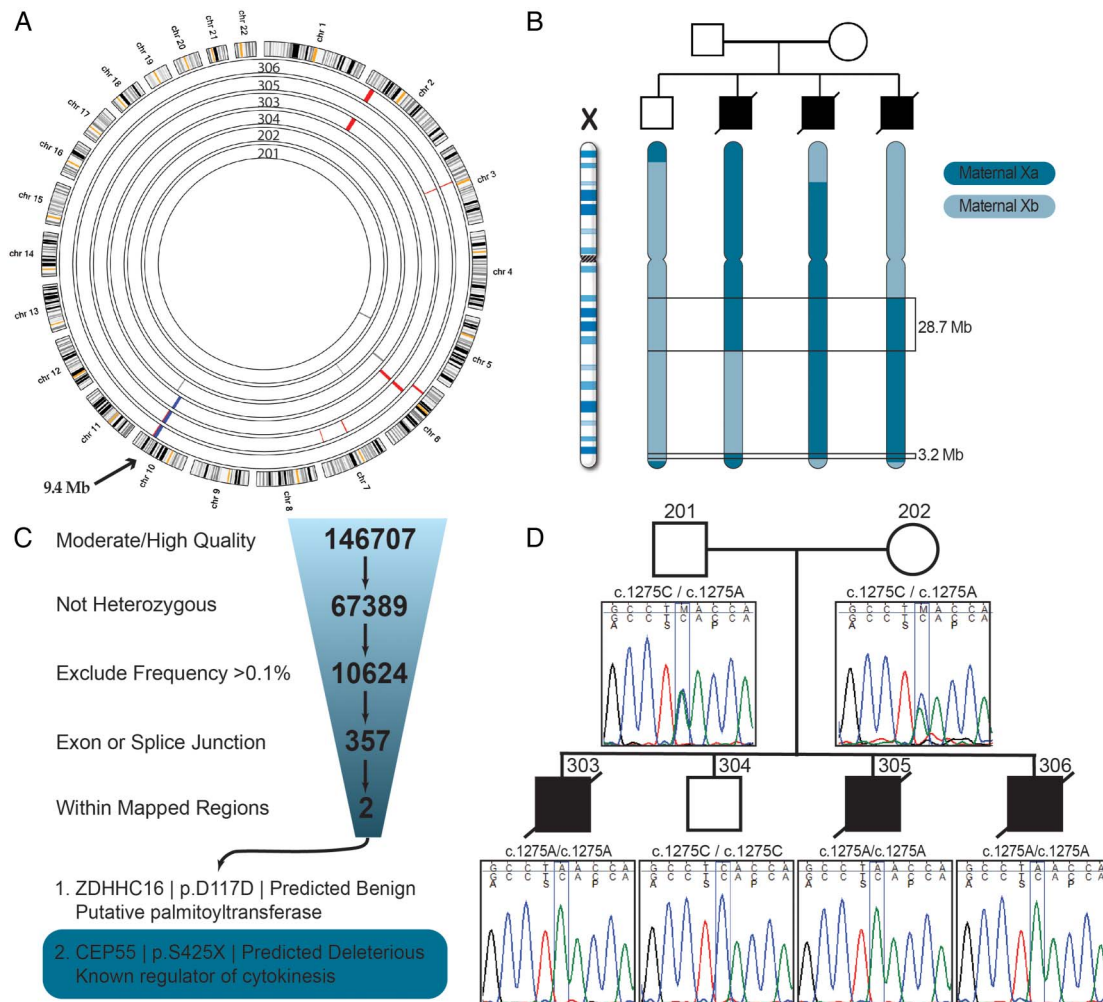 A
chr 1
chr 2
chr 3
chr 4
chr 5
chr 6
chr 7
chr 8
chr 9
chr 10
chr 11
chr 12
chr 13
chr 14
chr 15
chr 16
chr 17
chr 18
chr 19
chr 20
chr 21
chr 22
306
305
303
304
202
201
9.4 Mb
B
X
Maternal Xa
Maternal Xb
28.7 Mb
3.2 Mb
C
Moderate/High Quality
146707
Not Heterozygous
67389
Exclude Frequency >0.1%
10624
Exon or Splice Junction
357
Within Mapped Regions
2
1. ZDHHC16 | p.D117D | Predicted Benign
Putative palmitoyltransferase
2. CEP55 | p.S425X | Predicted Deleterious
Known regulator of cytokinesis
D
201
202
c.1275C / c.1275A
G C C T M A C C A
G C C T C A C C A
A S P
c.1275C / c.1275A
G C C T M A C C A
G C C T C A C C A
A S P
303
304
305
306
c.1275A/c.1275A
G C C T A A C C A
G C C T C A C C A
A S P
c.1275C / c.1275C
G C C T C A C C A
G C C T C A C C A
A S P
c.1275A/c.1275A
G C C T A A C C A
G C C T C A C C A
A S P
c.1275A/c.1275A
G C C T A A C C A
G C C T C A C C A
A S P